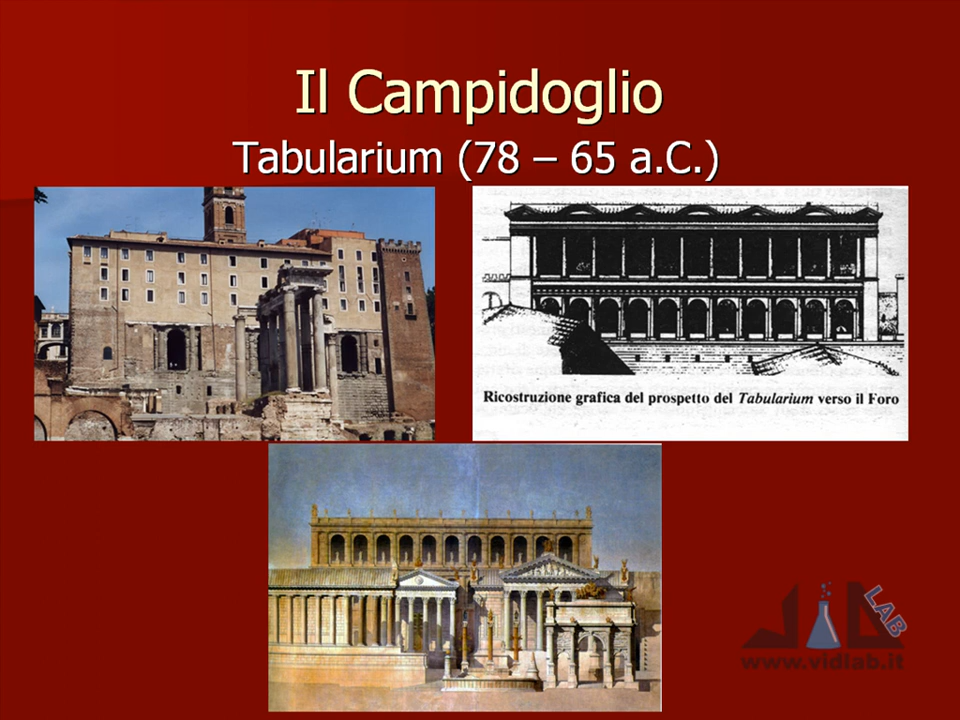 Il Campidoglio
Tabularium (78 – 65 a.C.)
Ricostruzione grafica del prospetto del Tabularium verso il Foro
LAB
www.vidlab.it